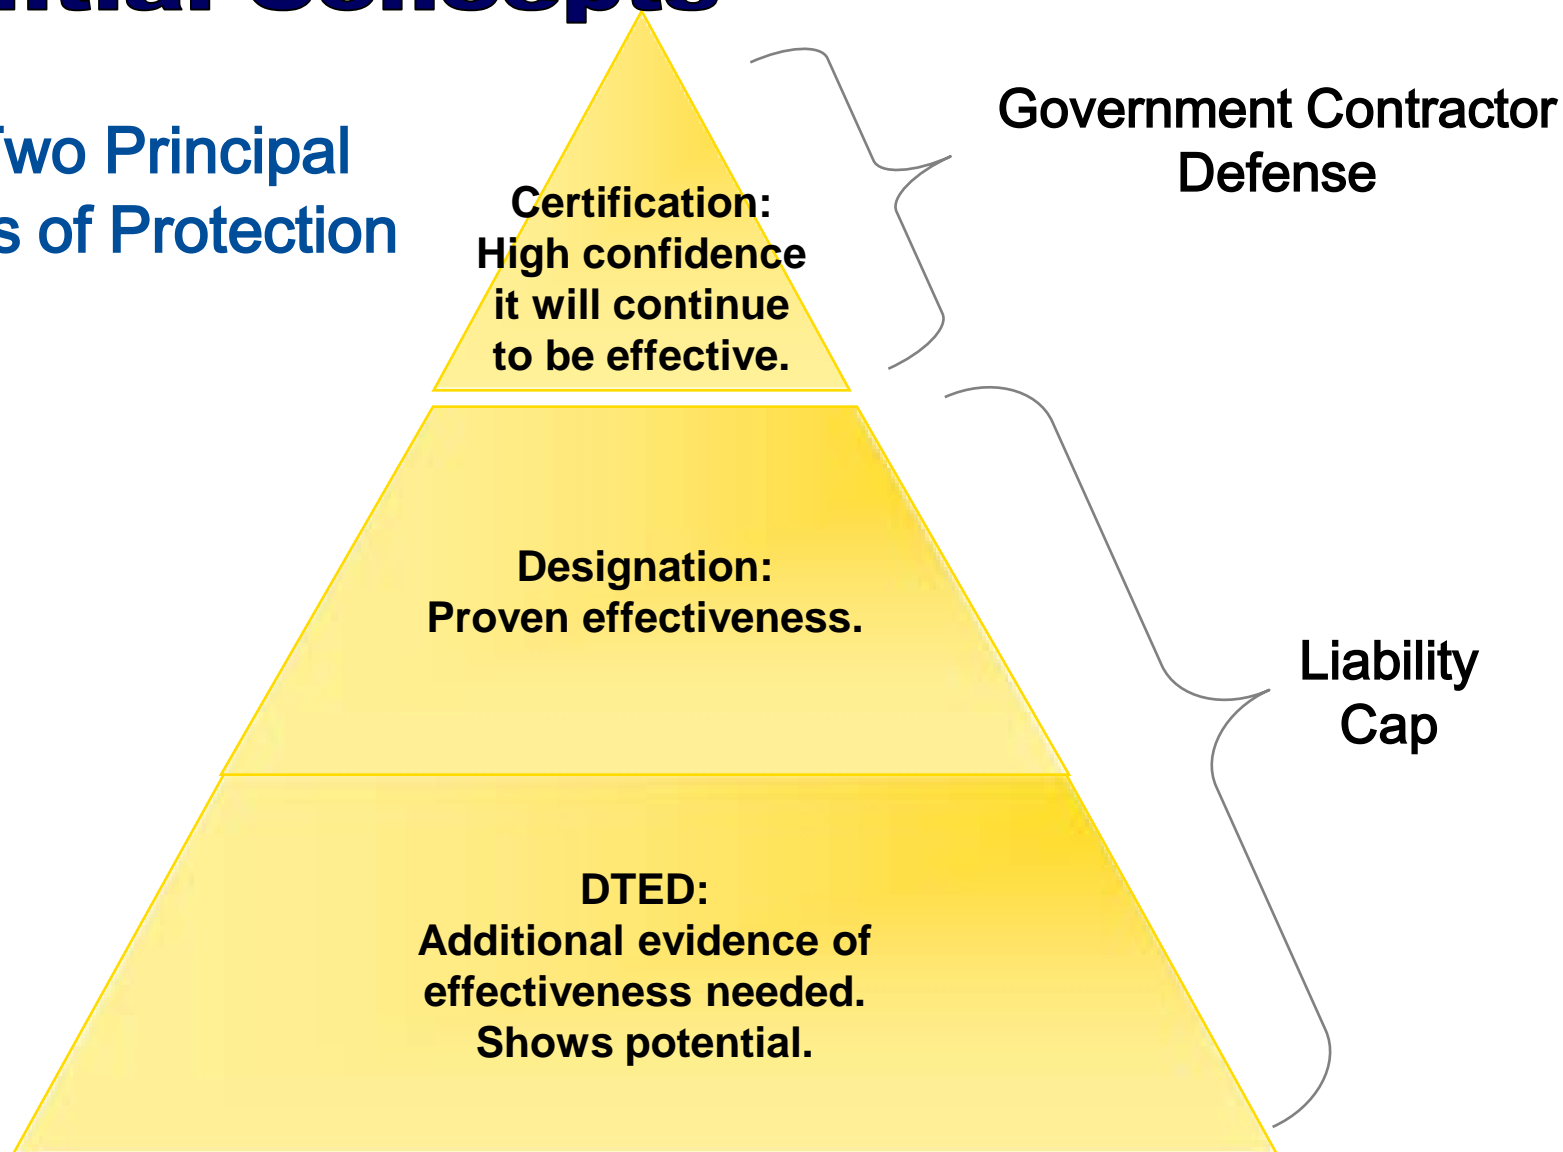 Concepts
Two Principal
of Protection
Government Contractor
Defense
Certification:
High confidence
it will continue
to be effective.
Designation:
Proven effectiveness.
Liability
Cap
DTED:
Additional evidence of
effectiveness needed.
Shows potential.